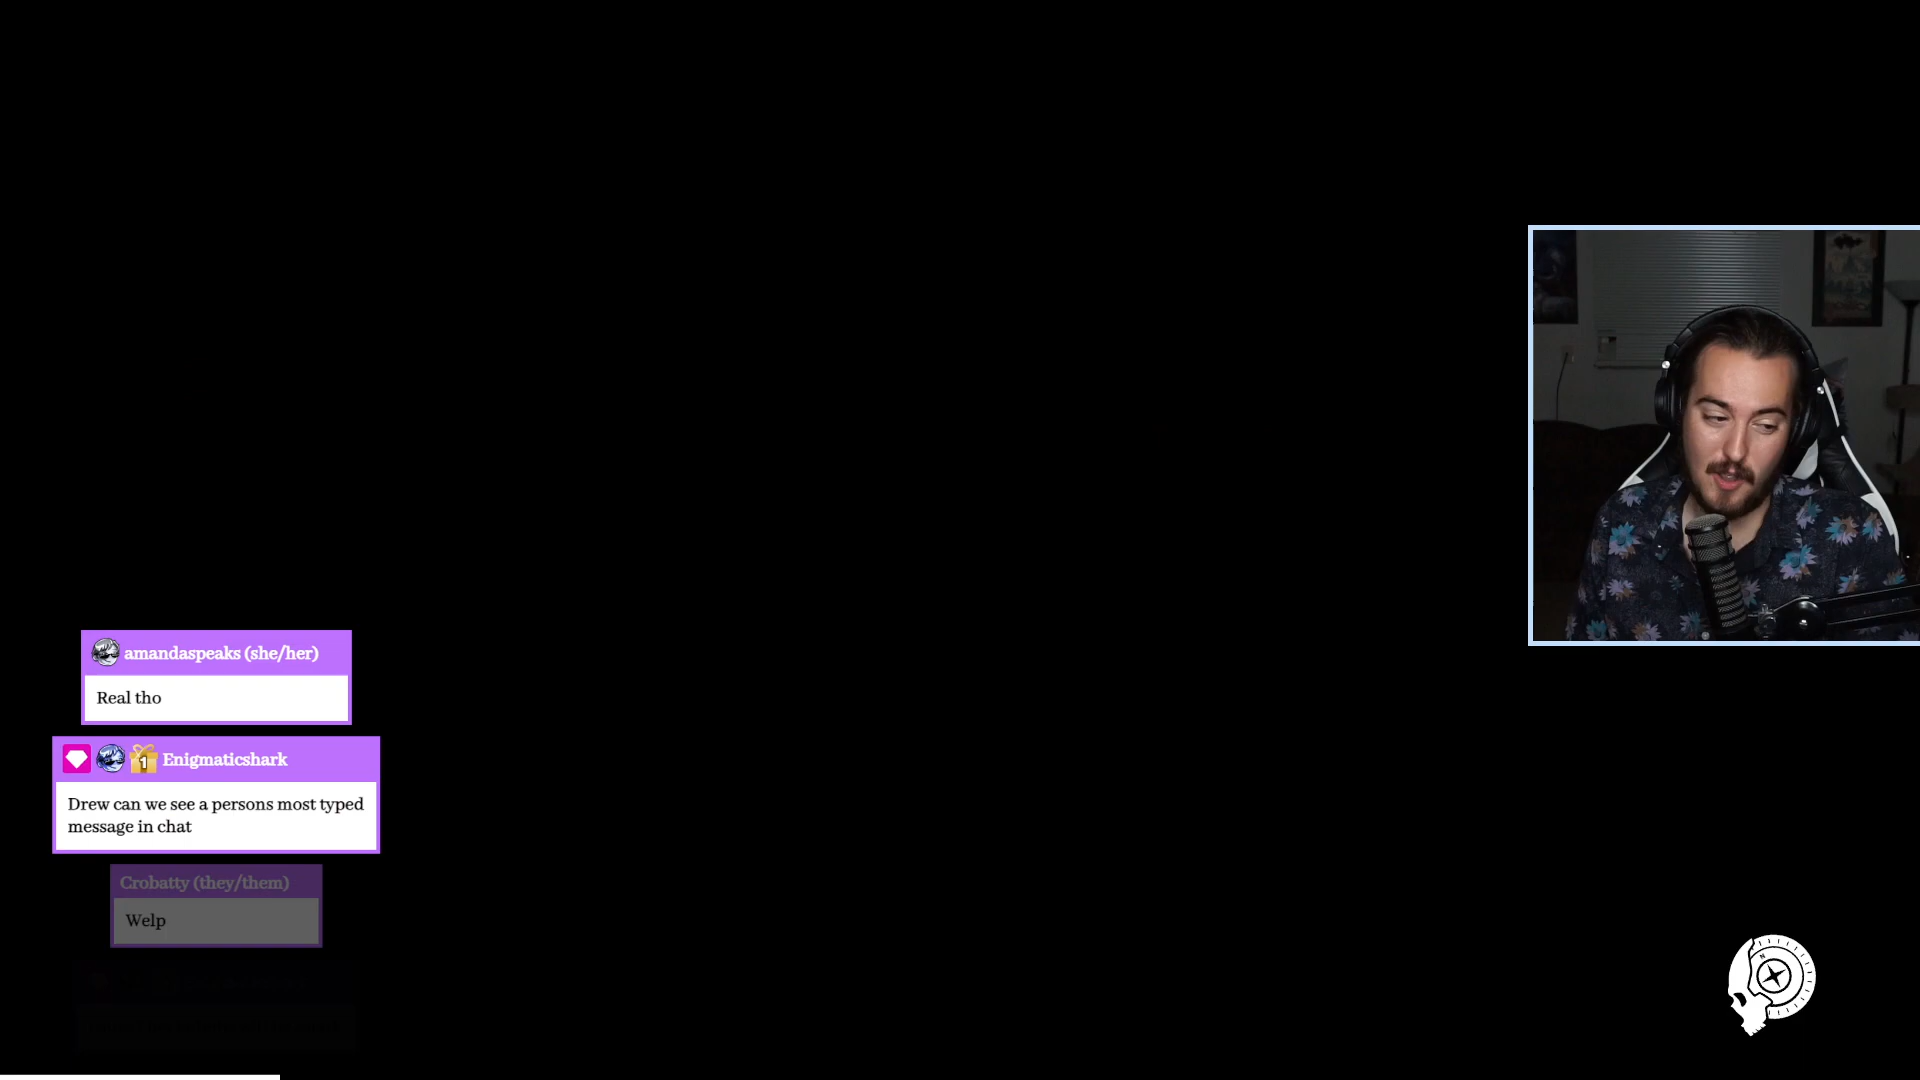 amandaspeaks (she/her)
Real tho
1
Enigmaticshark
Drew can we see a persons most typed
message in chat
Crobatty (they/them)
Welp
N